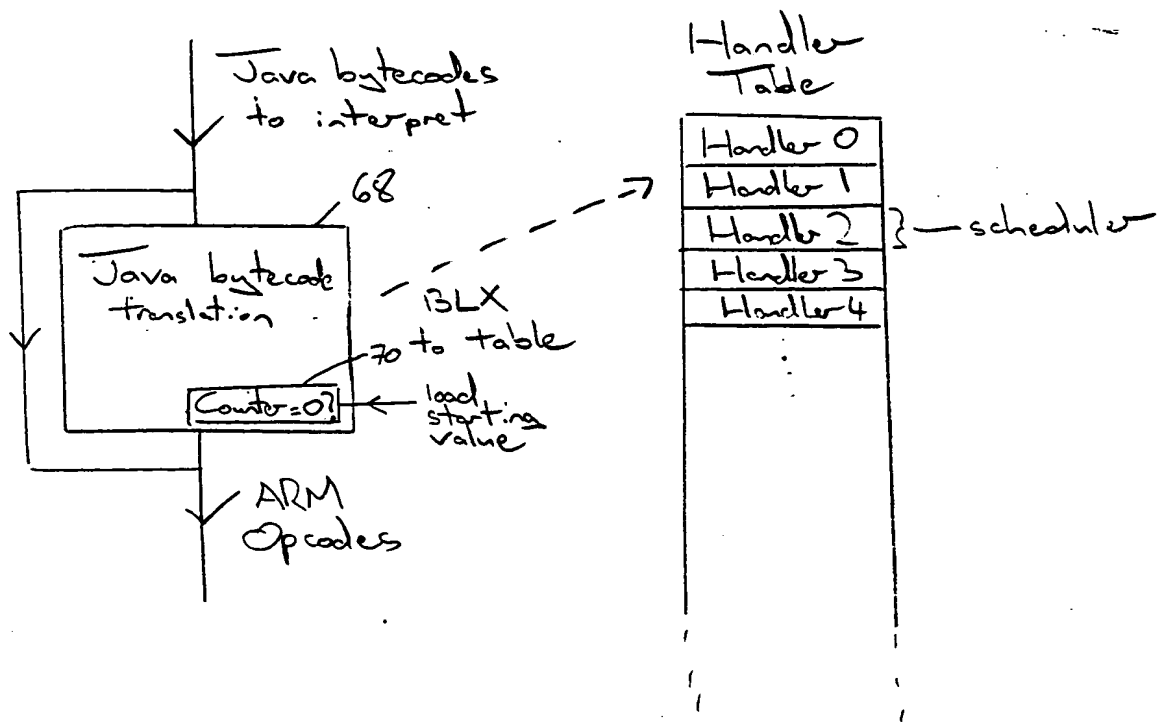 Java bytecodes
to interpret
68
Java bytecode
translation
70
Counter=0?
load
starting
value
BLX
to table
ARM
Opcodes
Handler
Table
Handler 0
Handler 1
Handler 2
scheduler
Handler 3
Handler 4